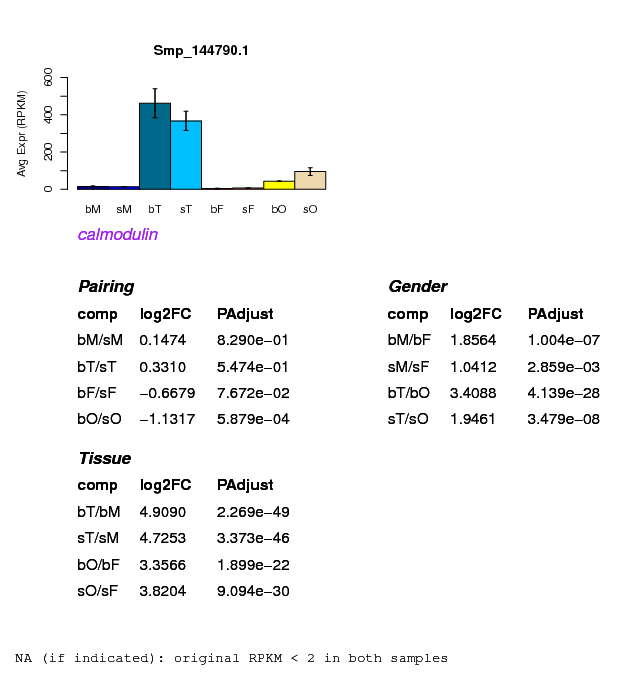 Smp_144790.1
Avg Expr (RPKM)
600
400
200
0
bM sM bT sT bF sF bO sO
calmodulin
Pairing
comp log2FC PAdjust
bM/sM 0.1474 8.290e−01
bT/sT 0.3310 5.474e−01
bF/sF −0.6679 7.672e−02
bO/sO −1.1317 5.879e−04
Gender
comp log2FC PAdjust
bM/bF 1.8564 1.004e−07
sM/sF 1.0412 2.859e−03
bT/bO 3.4088 4.139e−28
sT/sO 1.9461 3.479e−08
Tissue
comp log2FC PAdjust
bT/bM 4.9090 2.269e−49
sT/sM 4.7253 3.373e−46
bO/bF 3.3566 1.899e−22
sO/sF 3.8204 9.094e−30
NA (if indicated): original RPKM < 2 in both samples